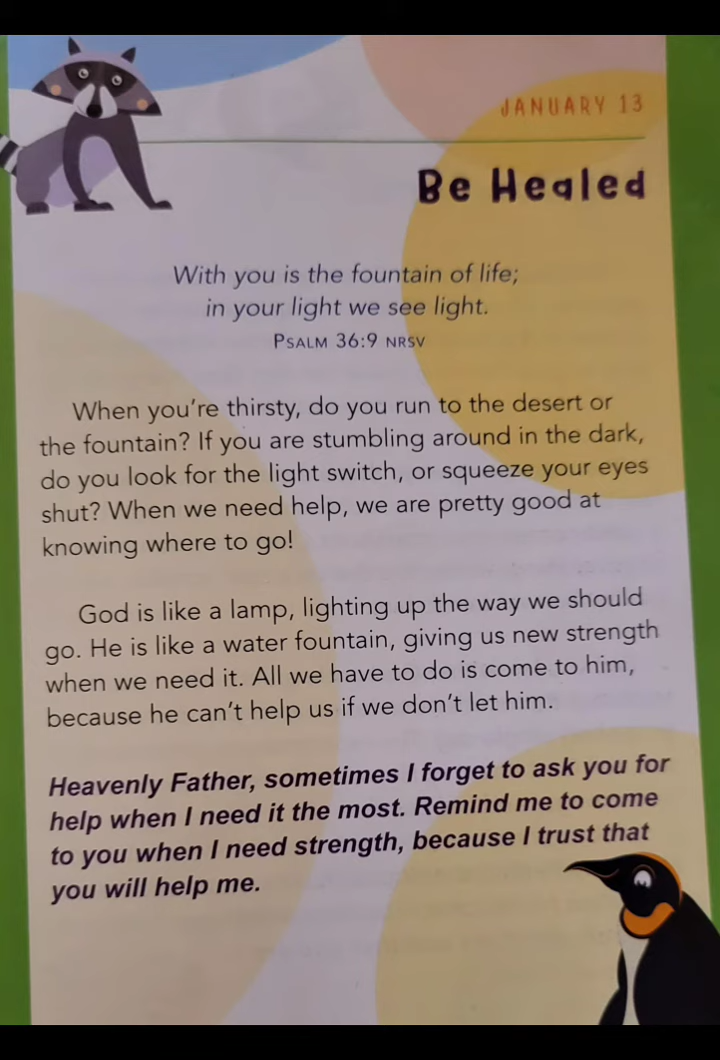 JANUARY 13
Be Healed
With you is the fountain of life;
in your light we see light.
PSALM 36:9 NRSV
When you're thirsty, do you run to the desert or
the fountain? If you are stumbling around in the dark,
do you look for the light switch, or squeeze your eyes
shut? When we need help, we are pretty good at
knowing where to go!
God is like a lamp, lighting up the way we should
go. He is like a water fountain, giving us new strength
when we need it. All we have to do is come to him,
because he can't help us if we don't let him.
Heavenly Father, sometimes I forget to ask you for
help when I need it the most. Remind me to come
to you when I need strength, because I trust that
you will help me.